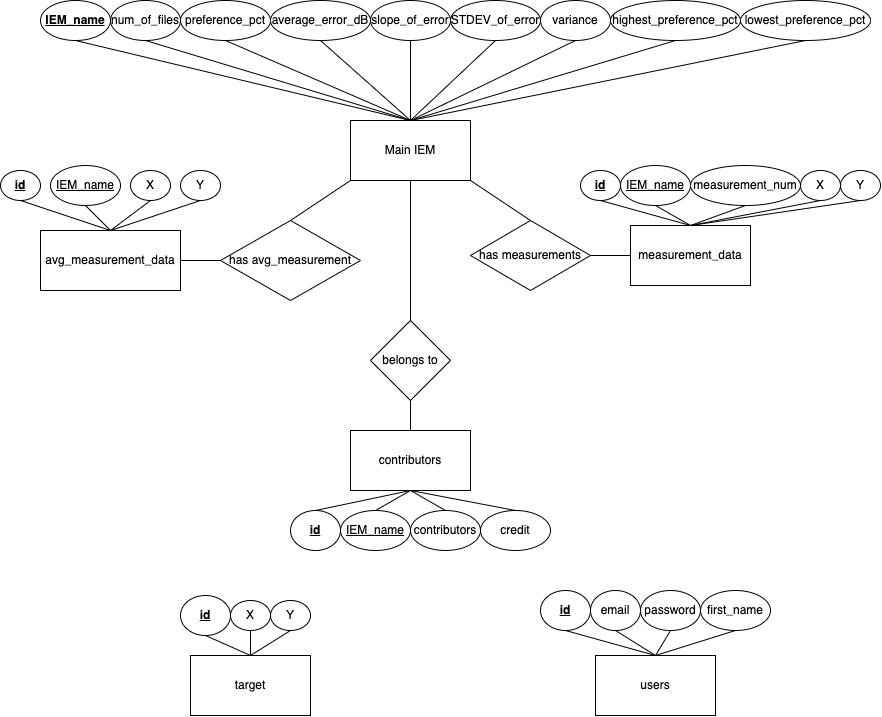 IEM_name num_of_files preference_pct average_error_dB slope_of_error STDEV_of_error variance highest_preference_pct lowest_preference_pct
Main IEM
id IEM_name X Y
id IEM_name measurement_num X Y
avg_measurement_data
has avg_measurement
has measurements
measurement_data
belongs to
contributors
id IEM_name contributors credit
id X Y
id email password first_name
target
users